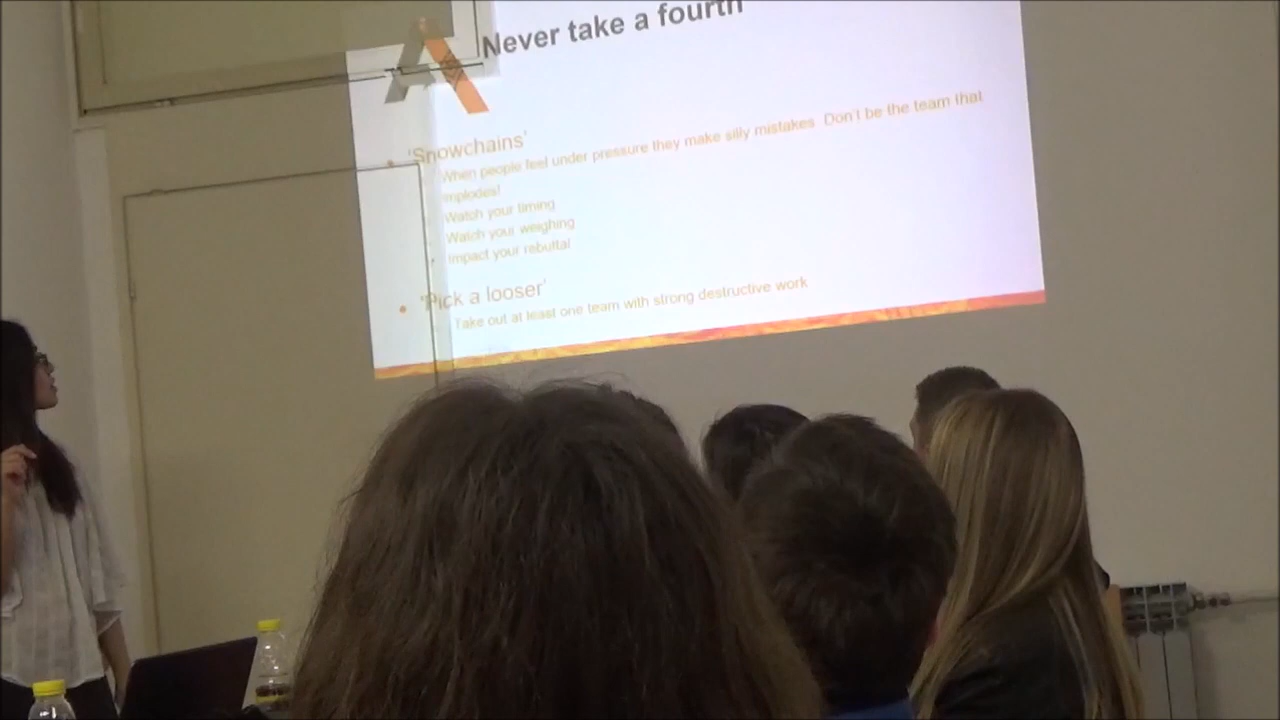 Never take a fourth
'Snowchains'
When people feel under pressure they make silly mistakes Don't be the team that
implodes!
Watch your timing
Watch your weighing
Impact your rebuttal
'Pick a looser'
Take out at least one team with strong destructive work